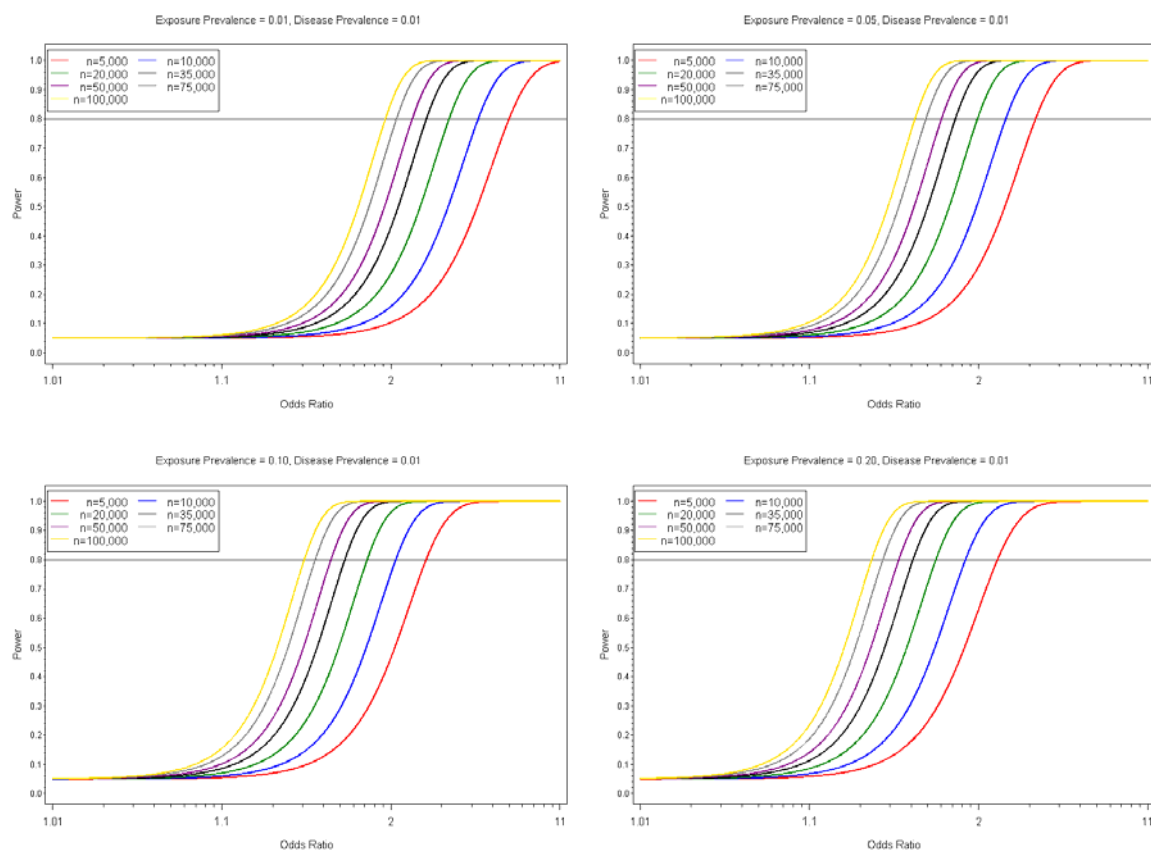 Exposure Prevalence = 0.01, Disease Prevalence = 0.01
n=5,000 n=10,000
n=20,000 n=35,000
n=50,000 n=75,000
n=100,000
1.0
0.9
0.8
0.7
0.6
0.5
0.4
0.3
0.2
0.1
0.0
Power
1.01 1.1 2 11
Odds Ratio
Exposure Prevalence = 0.05, Disease Prevalence = 0.01
n=5,000 n=10,000
n=20,000 n=35,000
n=50,000 n=75,000
n=100,000
1.0
0.9
0.8
0.7
0.6
0.5
0.4
0.3
0.2
0.1
0.0
Power
1.01 1.1 2 11
Odds Ratio
Exposure Prevalence = 0.10, Disease Prevalence = 0.01
n=5,000 n=10,000
n=20,000 n=35,000
n=50,000 n=75,000
n=100,000
1.0
0.9
0.8
0.7
0.6
0.5
0.4
0.3
0.2
0.1
0.0
Power
1.01 1.1 2 11
Odds Ratio
Exposure Prevalence = 0.20, Disease Prevalence = 0.01
n=5,000 n=10,000
n=20,000 n=35,000
n=50,000 n=75,000
n=100,000
1.0
0.9
0.8
0.7
0.6
0.5
0.4
0.3
0.2
0.1
0.0
Power
1.01 1.1 2 11
Odds Ratio